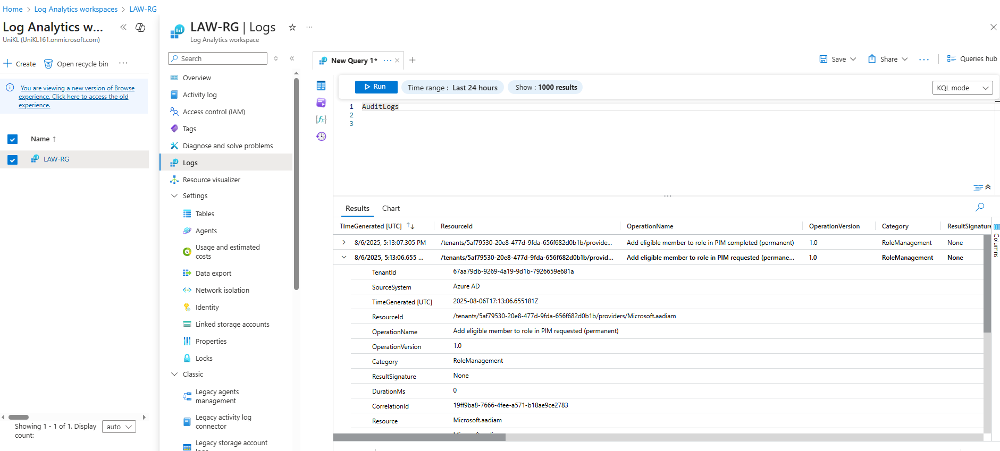 Home > Log Analytics workspaces > LAW-RG
Log Analytics w...
UniKL (UniKL161.onmicrosoft.com)
Create
Open recycle bin
...
You are viewing a new version of Browse
experience. Click here to access the old
experience.
Name ↑
LAW-RG
Showing 1 - 1 of 1. Display
count:
auto
LAW-RG | Logs
Log Analytics workspace
Search
Overview
Activity log
Access control (IAM)
Tags
Diagnose and solve problems
Logs
Resource visualizer
Settings
Tables
Agents
Usage and estimated
costs
Data export
Network isolation
Identity
Linked storage accounts
Properties
Locks
Classic
Legacy agents
management
Legacy activity log
connector
Legacy storage account
New Query 1*
Save
Share
Queries hub
Run
Time range : Last 24 hours
Show : 1000 results
KQL mode
1 AuditLogs
2
3
Results
Chart
TimeGenerated [UTC] ResourceId OperationName OperationVersion Category ResultSignature
Columns
8/6/2025, 5:13:07.305 PM /tenants/5af79530-20e8-477d-9fda-656f682d0b1b/provide... Add eligible member to role in PIM completed (permanent) 1.0 RoleManagement None
8/6/2025, 5:13:06.655 ... /tenants/5af79530-20e8-477d-9fda-656f682d0b1b/provid... Add eligible member to role in PIM requested (permane... 1.0 RoleManagement None
TenantId 67aa79db-9269-4a19-9d1b-7926659e681a
SourceSystem Azure AD
TimeGenerated [UTC] 2025-08-06T17:13:06.655181Z
ResourceId /tenants/5af79530-20e8-477d-9fda-656f682d0b1b/providers/Microsoft.aadiam
OperationName Add eligible member to role in PIM requested (permanent)
OperationVersion 1.0
Category RoleManagement
ResultSignature None
DurationMs 0
CorrelationId 19ff9ba8-7666-4fee-a571-b18ae9ce2783
Resource Microsoft.aadiam